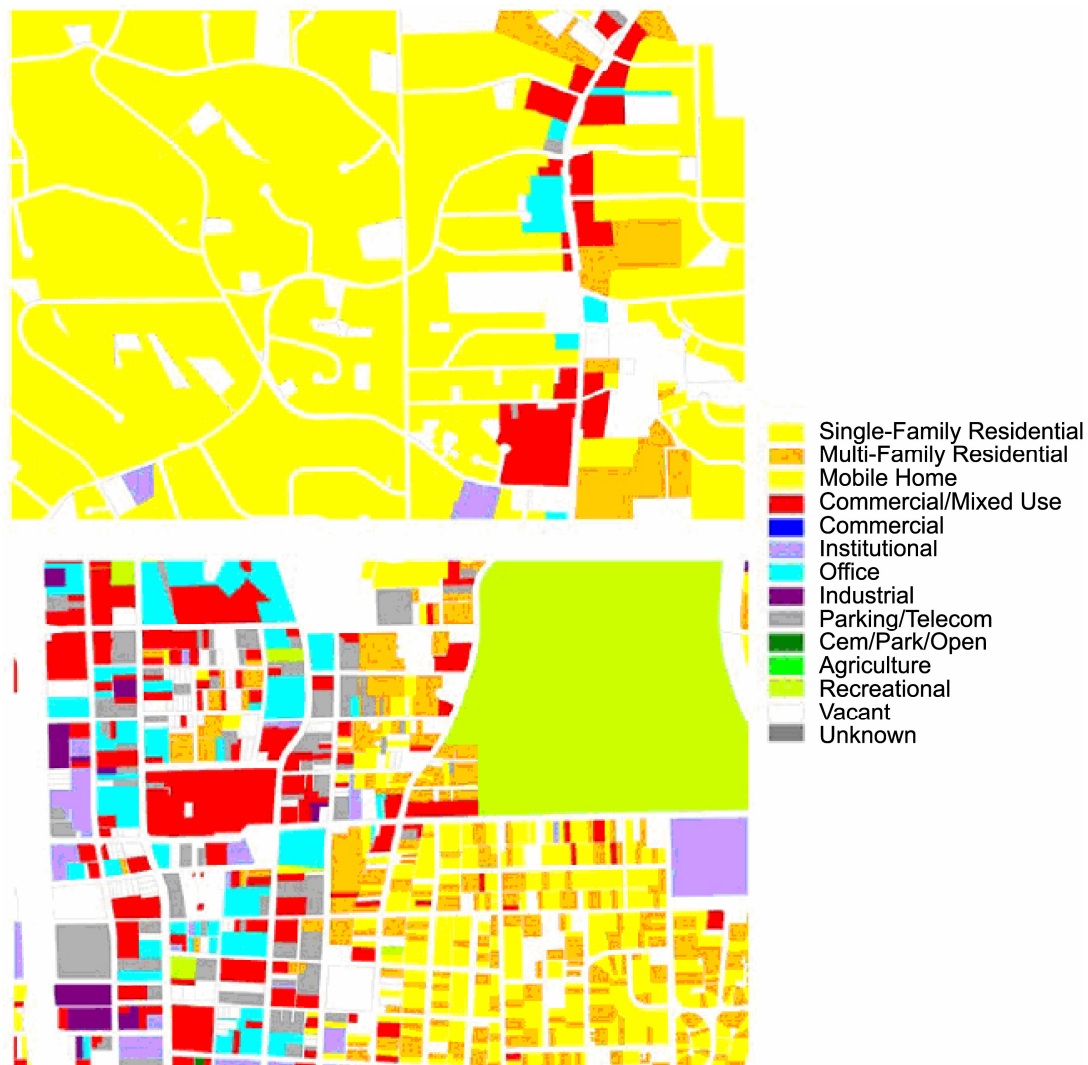 Single-Family Residential
Multi-Family Residential
Mobile Home
Commercial/Mixed Use
Commercial
Institutional
Office
Industrial
Parking/Telecom
Cem/Park/Open
Agriculture
Recreational
Vacant
Unknown